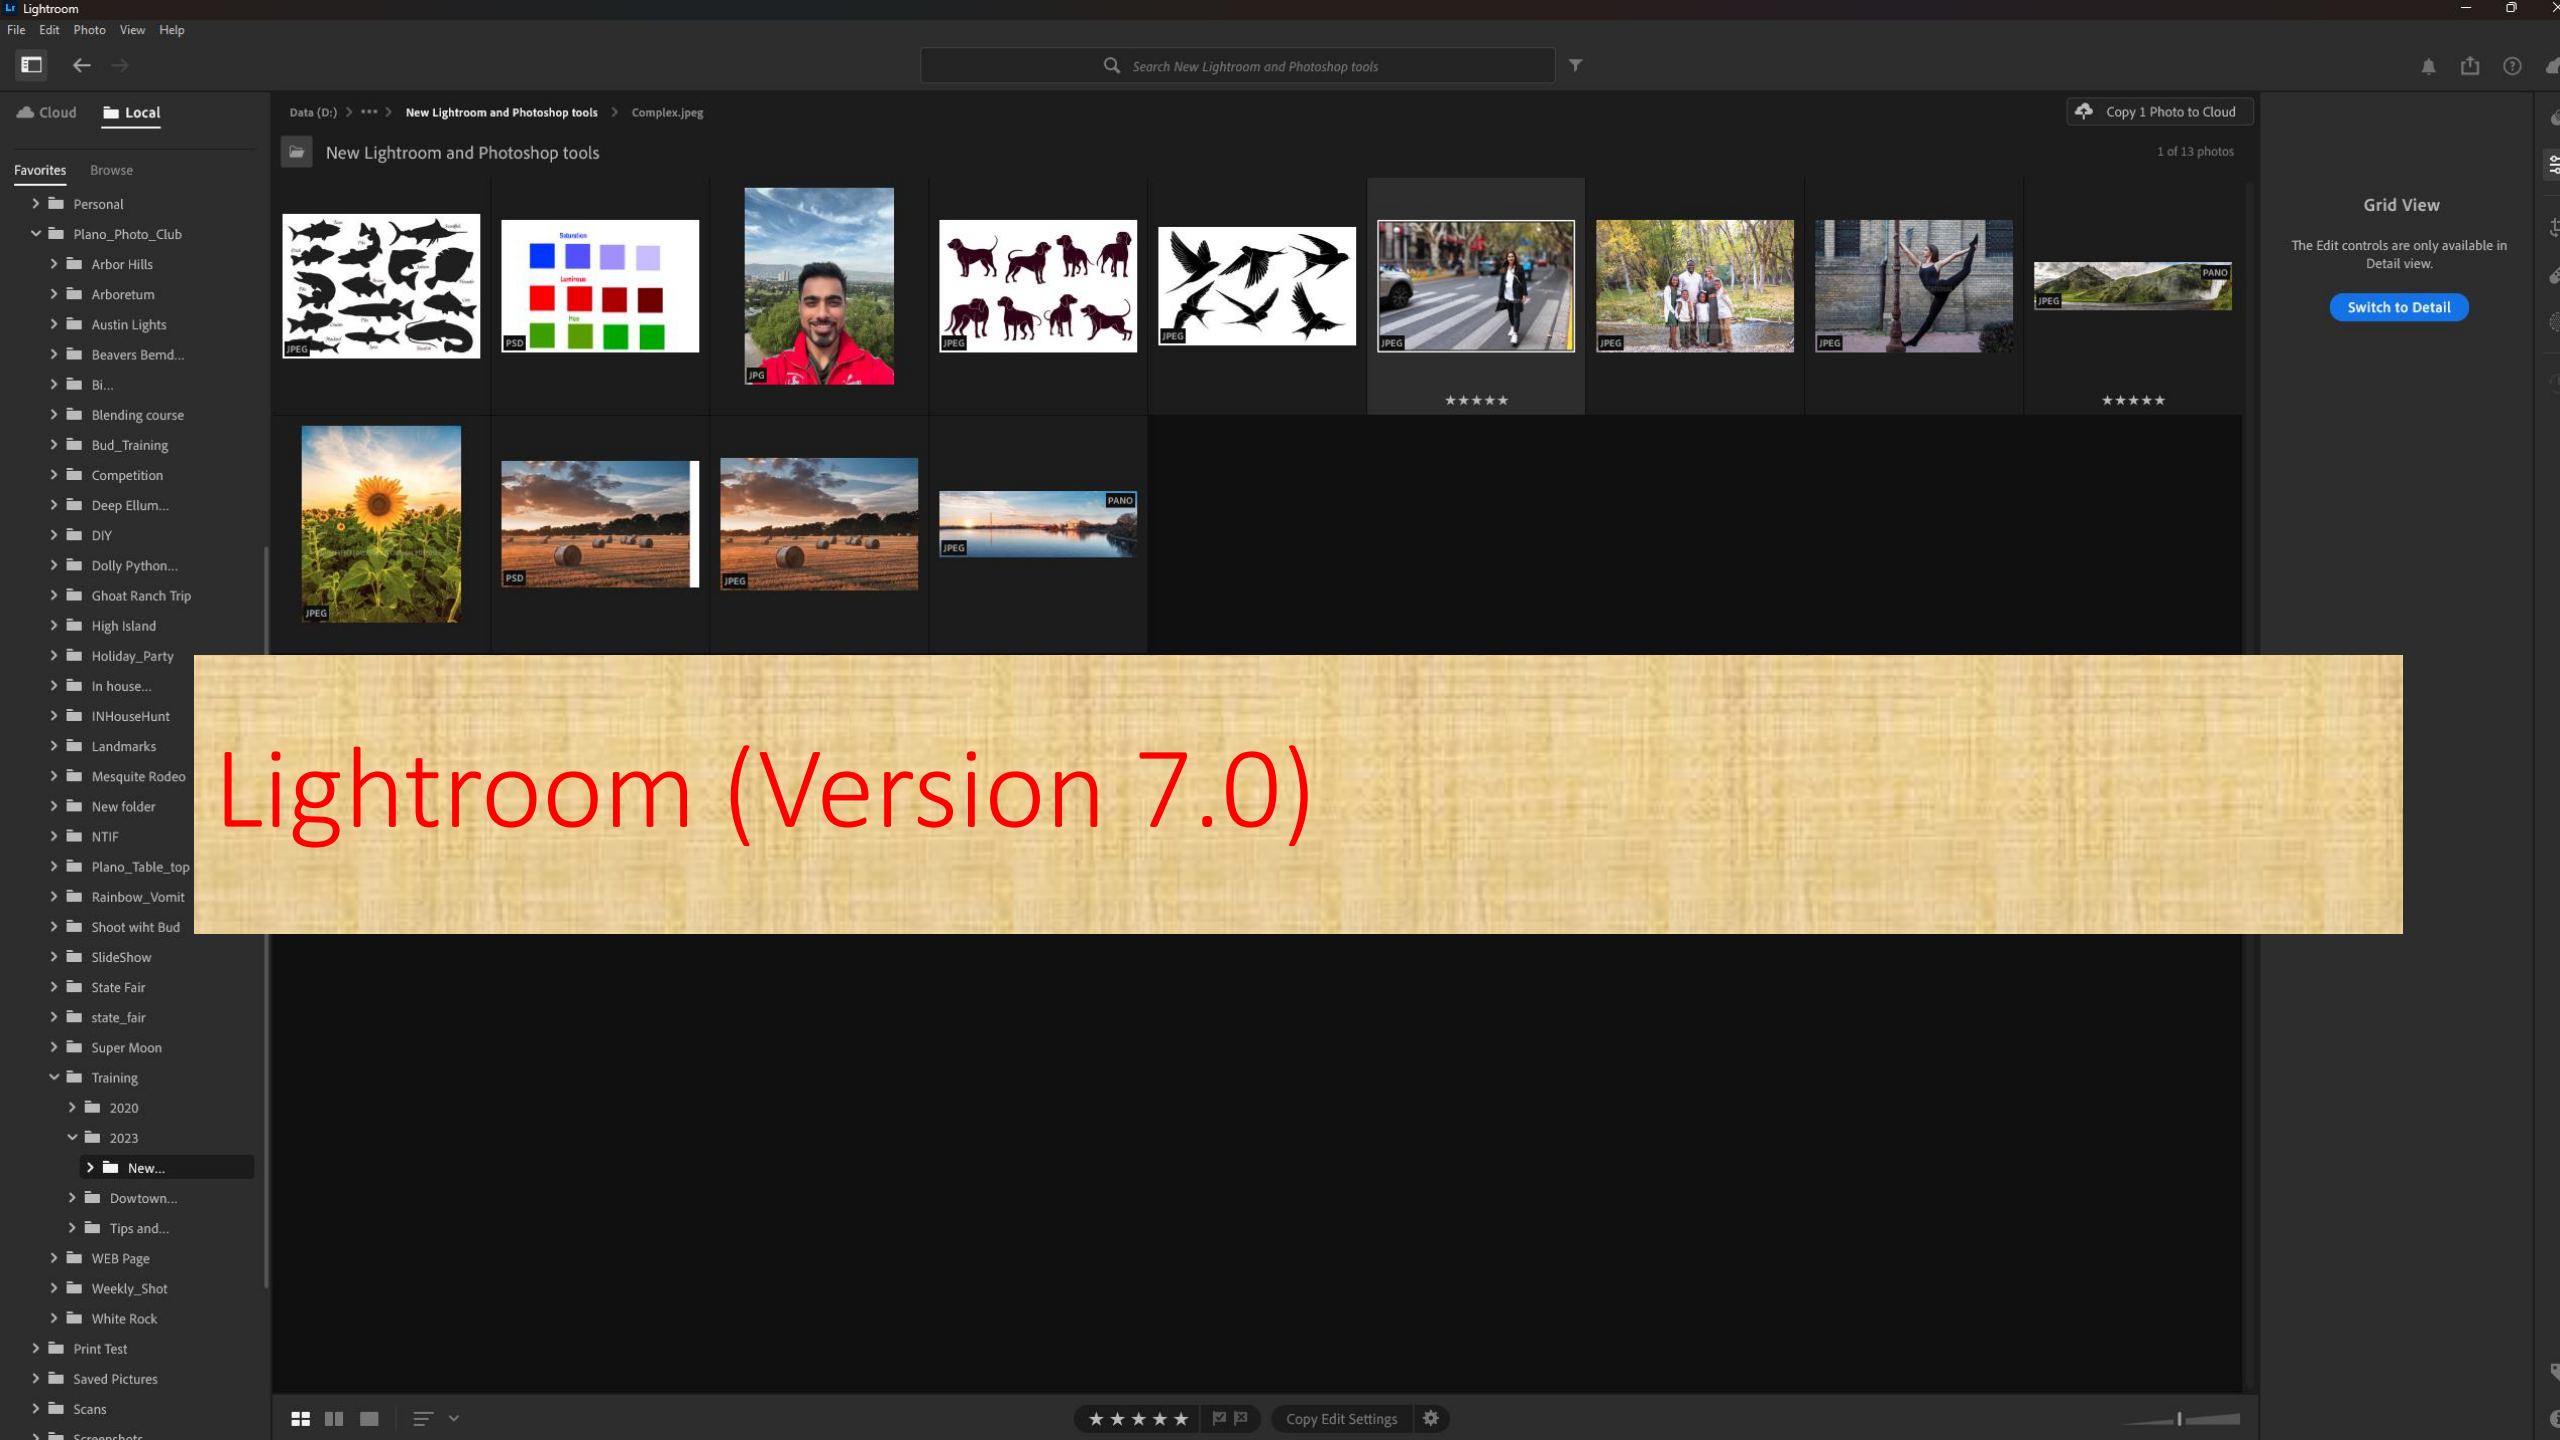 Lr Lightroom
File Edit Photo View Help
Search New Lightroom and Photoshop tools
Cloud Local
Data (D:) > ••• > New Lightroom and Photoshop tools > Complex.jpeg
Copy 1 Photo to Cloud
New Lightroom and Photoshop tools
1 of 13 photos
Favorites Browse
Personal
Plano_Photo_Club
Arbor Hills
Arboretum
Austin Lights
Beavers Bemd...
Bi...
Blending course
Bud_Training
Competition
Deep Ellum...
DIY
Dolly Python...
Ghoat Ranch Trip
High Island
Holiday_Party
In house...
INHouseHunt
Landmarks
Mesquite Rodeo
New folder
NTIF
Plano_Table_top
Rainbow_Vomit
Shoot wiht Bud
SlideShow
State Fair
state_fair
Super Moon
Training
2020
2023
New...
Dowtown...
Tips and...
WEB Page
Weekly_Shot
White Rock
Print Test
Saved Pictures
Scans
Screenshots
JPEG
Saturation
Luminous
PSD
JPG
JPEG
JPEG
JPEG
JPEG
JPEG
PANO
JPEG
★★★★★
★★★★★
JPEG
PSD
JPEG
PANO
JPEG
Grid View
The Edit controls are only available in
Detail view.
Switch to Detail
Lightroom (Version 7.0)
★★★★★
Copy Edit Settings